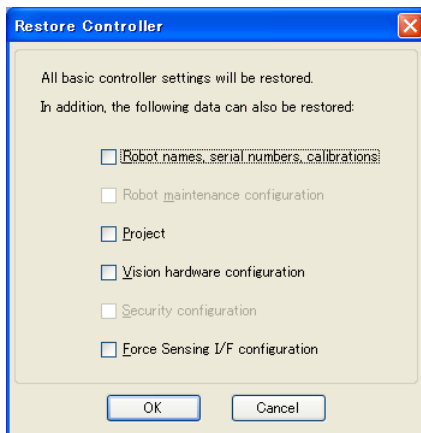 Restore Controller
All basic controller settings will be restored.
In addition, the following data can also be restored:
Robot names, serial numbers, calibrations
Robot maintenance configuration
Project
Vision hardware configuration
Security configuration
Force Sensing I/F configuration
OK
Cancel